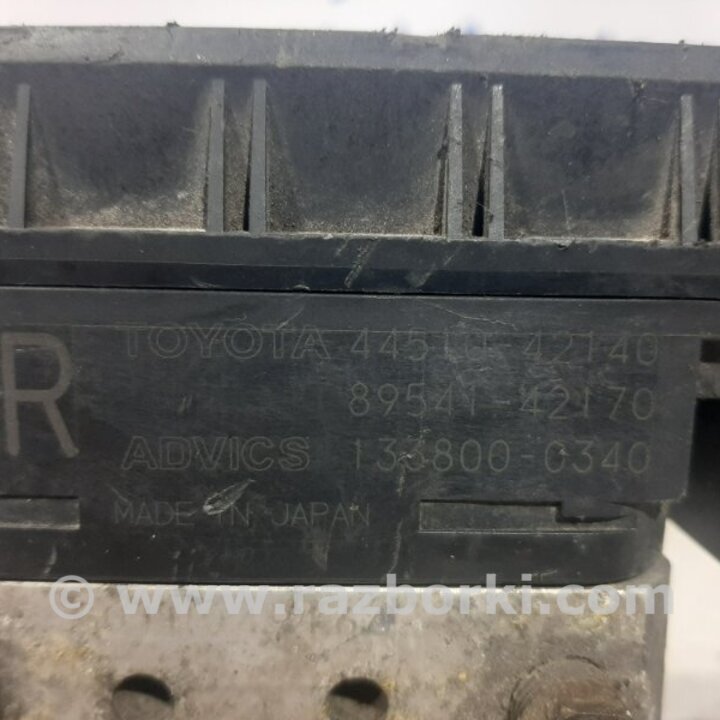 R
TOYOTA 44510-42140
89541-42170
ADVICS 133800-0340
MADE IN JAPAN
© www.razborki.com